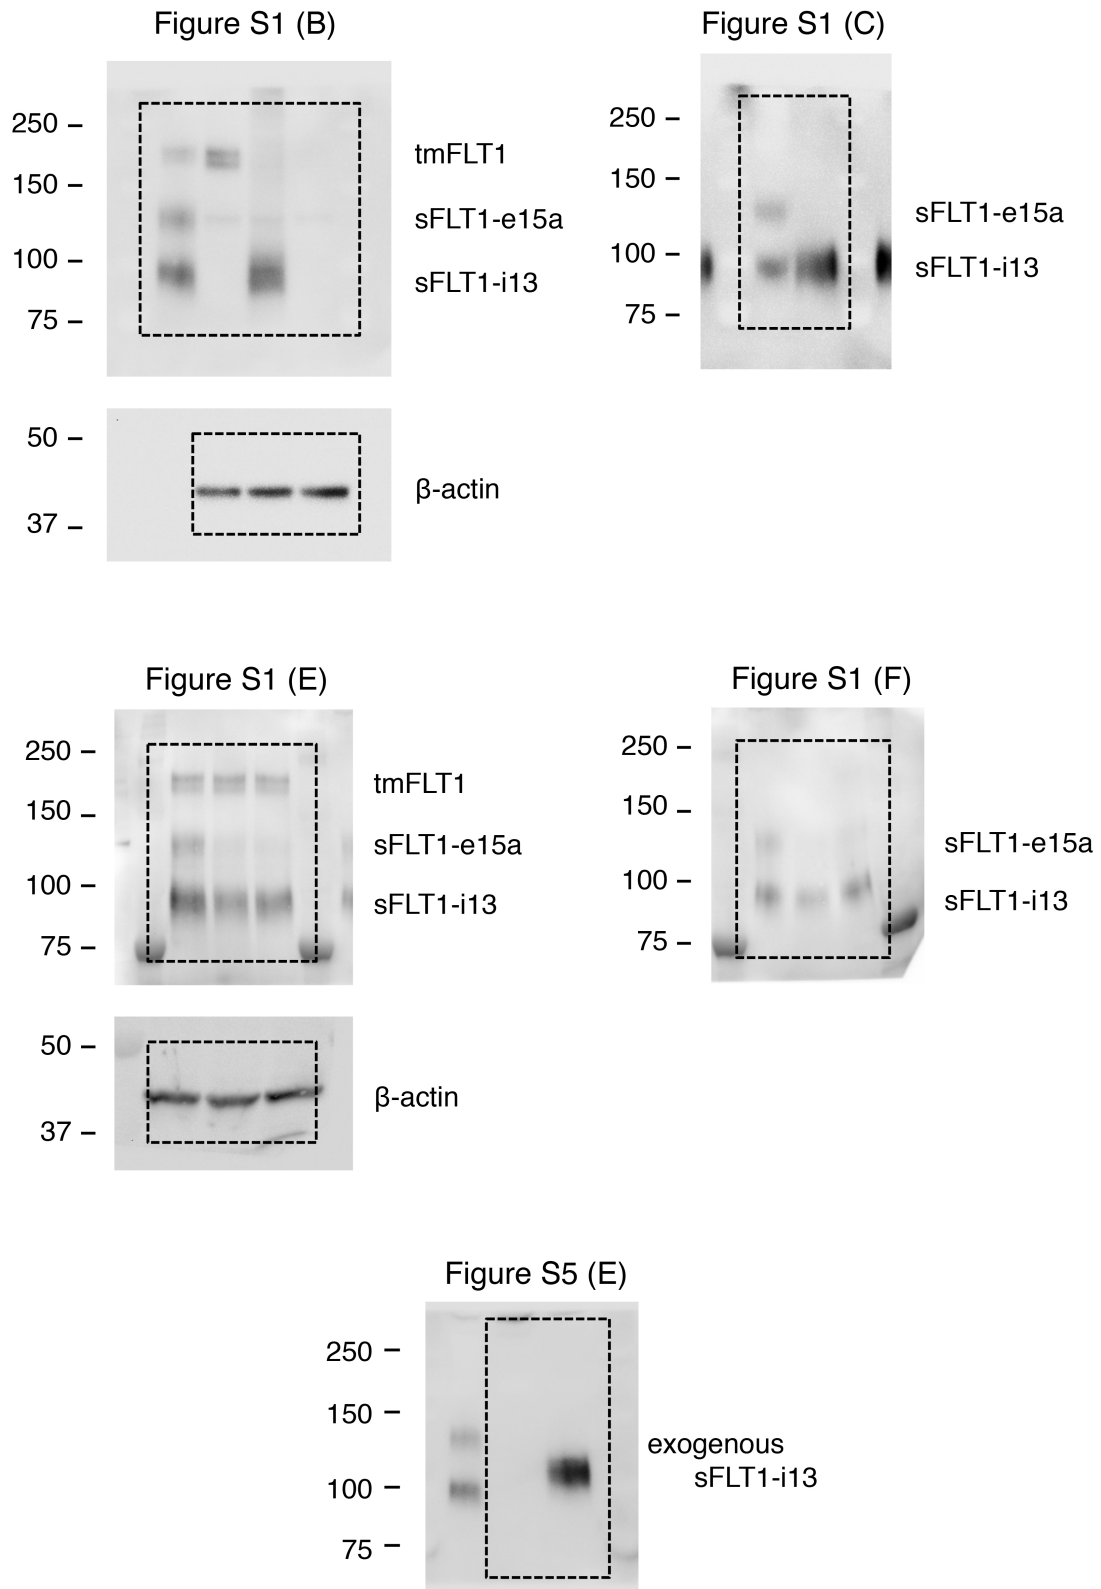 Figure S1 (B)
250 –
150 –
100 –
75 –
tmFLT1
sFLT1-e15a
sFLT1-i13
50 –
37 –
β-actin
Figure S1 (C)
250 –
150 –
100 –
75 –
sFLT1-e15a
sFLT1-i13
Figure S1 (E)
250 –
150 –
100 –
75 –
tmFLT1
sFLT1-e15a
sFLT1-i13
50 –
37 –
β-actin
Figure S1 (F)
250 –
150 –
100 –
75 –
sFLT1-e15a
sFLT1-i13
Figure S5 (E)
250 –
150 –
100 –
75 –
exogenous
sFLT1-i13